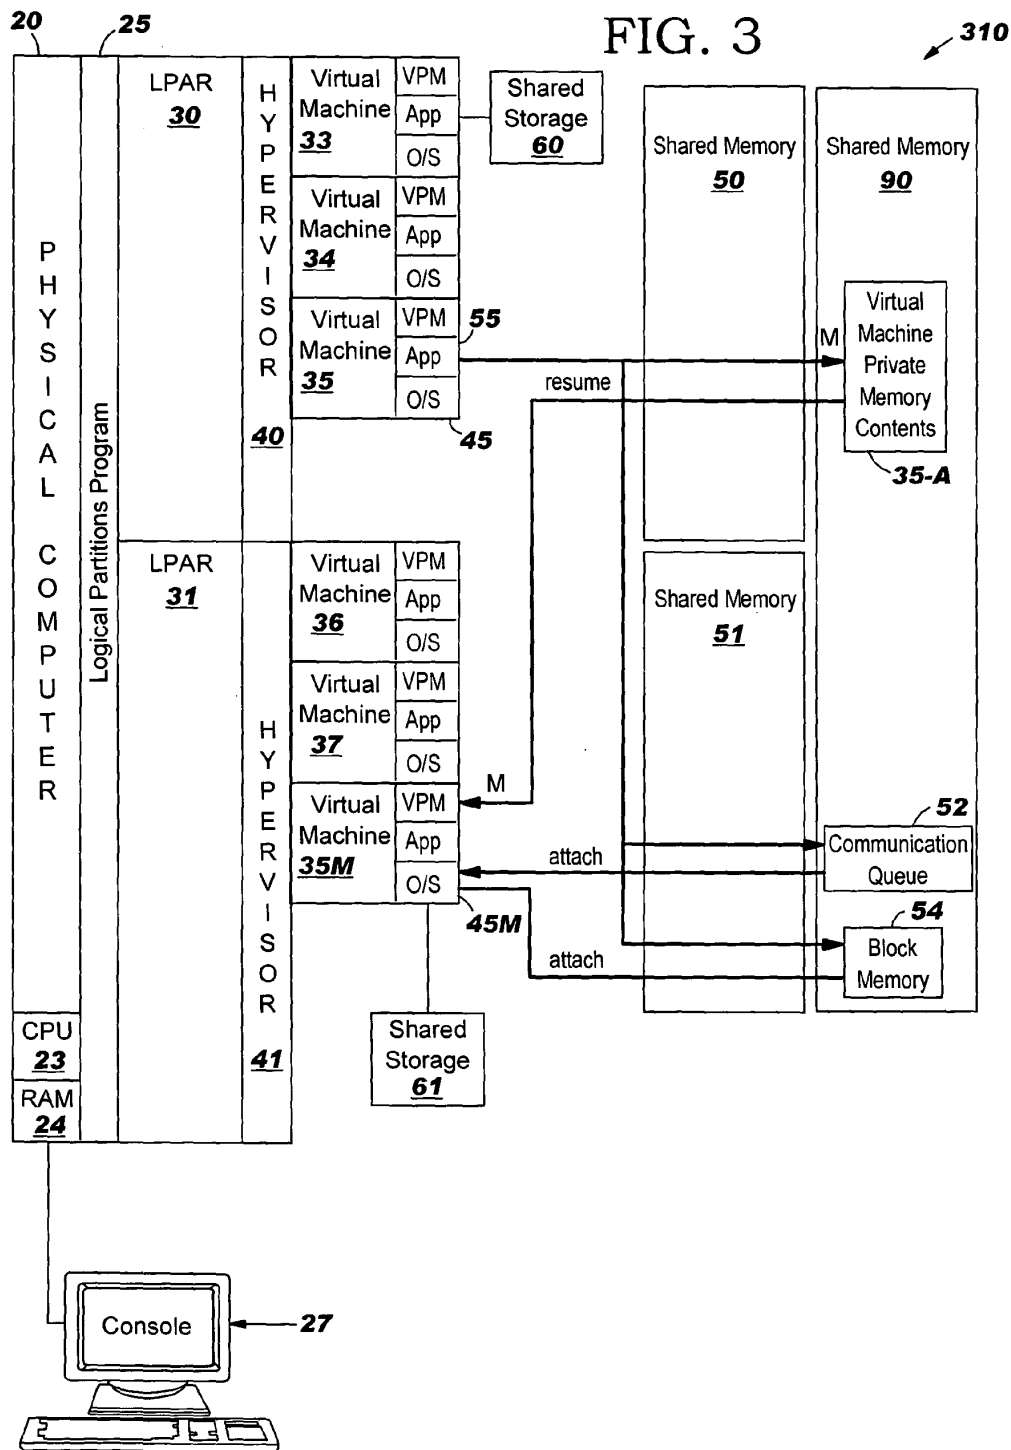 FIG. 3
310
20
25
PHYSICAL COMPUTER
Logical Partitions Program
CPU
23
RAM
24
LPAR
30
HYPERVISOR
40
Virtual
Machine
33
VPM
App
O/S
Shared
Storage
60
Virtual
Machine
34
VPM
App
O/S
Virtual
Machine
35
VPM
App
O/S
55
45
resume
M
Shared Memory
50
Shared Memory
90
Virtual
Machine
Private
Memory
Contents
35-A
LPAR
31
HYPERVISOR
41
Virtual
Machine
36
VPM
App
O/S
Virtual
Machine
37
VPM
App
O/S
Virtual
Machine
35M
VPM
App
O/S
M
45M
attach
attach
Shared Memory
51
52
Communication
Queue
54
Block
Memory
Shared
Storage
61
Console
27